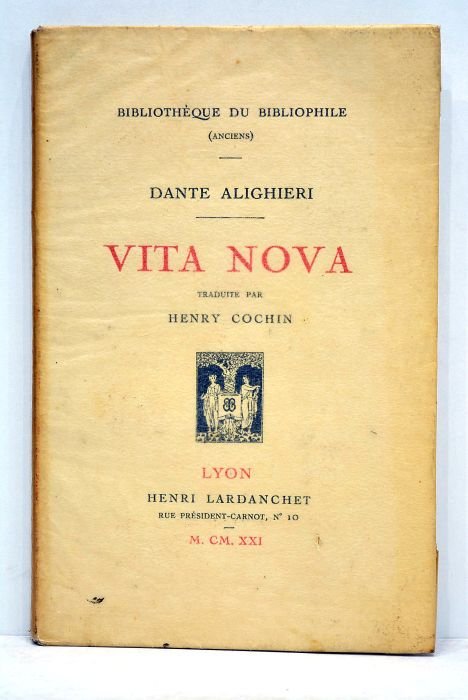 BIBLIOTHÈQUE DU BIBLIOPHILE
(ANCIENS)
DANTE ALIGHIERI
VITA NOVA
TRADUITE PAR
HENRY COCHIN
LYON
HENRI LARDANCHET
RUE PRÉSIDENT-CARNOT, N° 10
M. CM. XXI